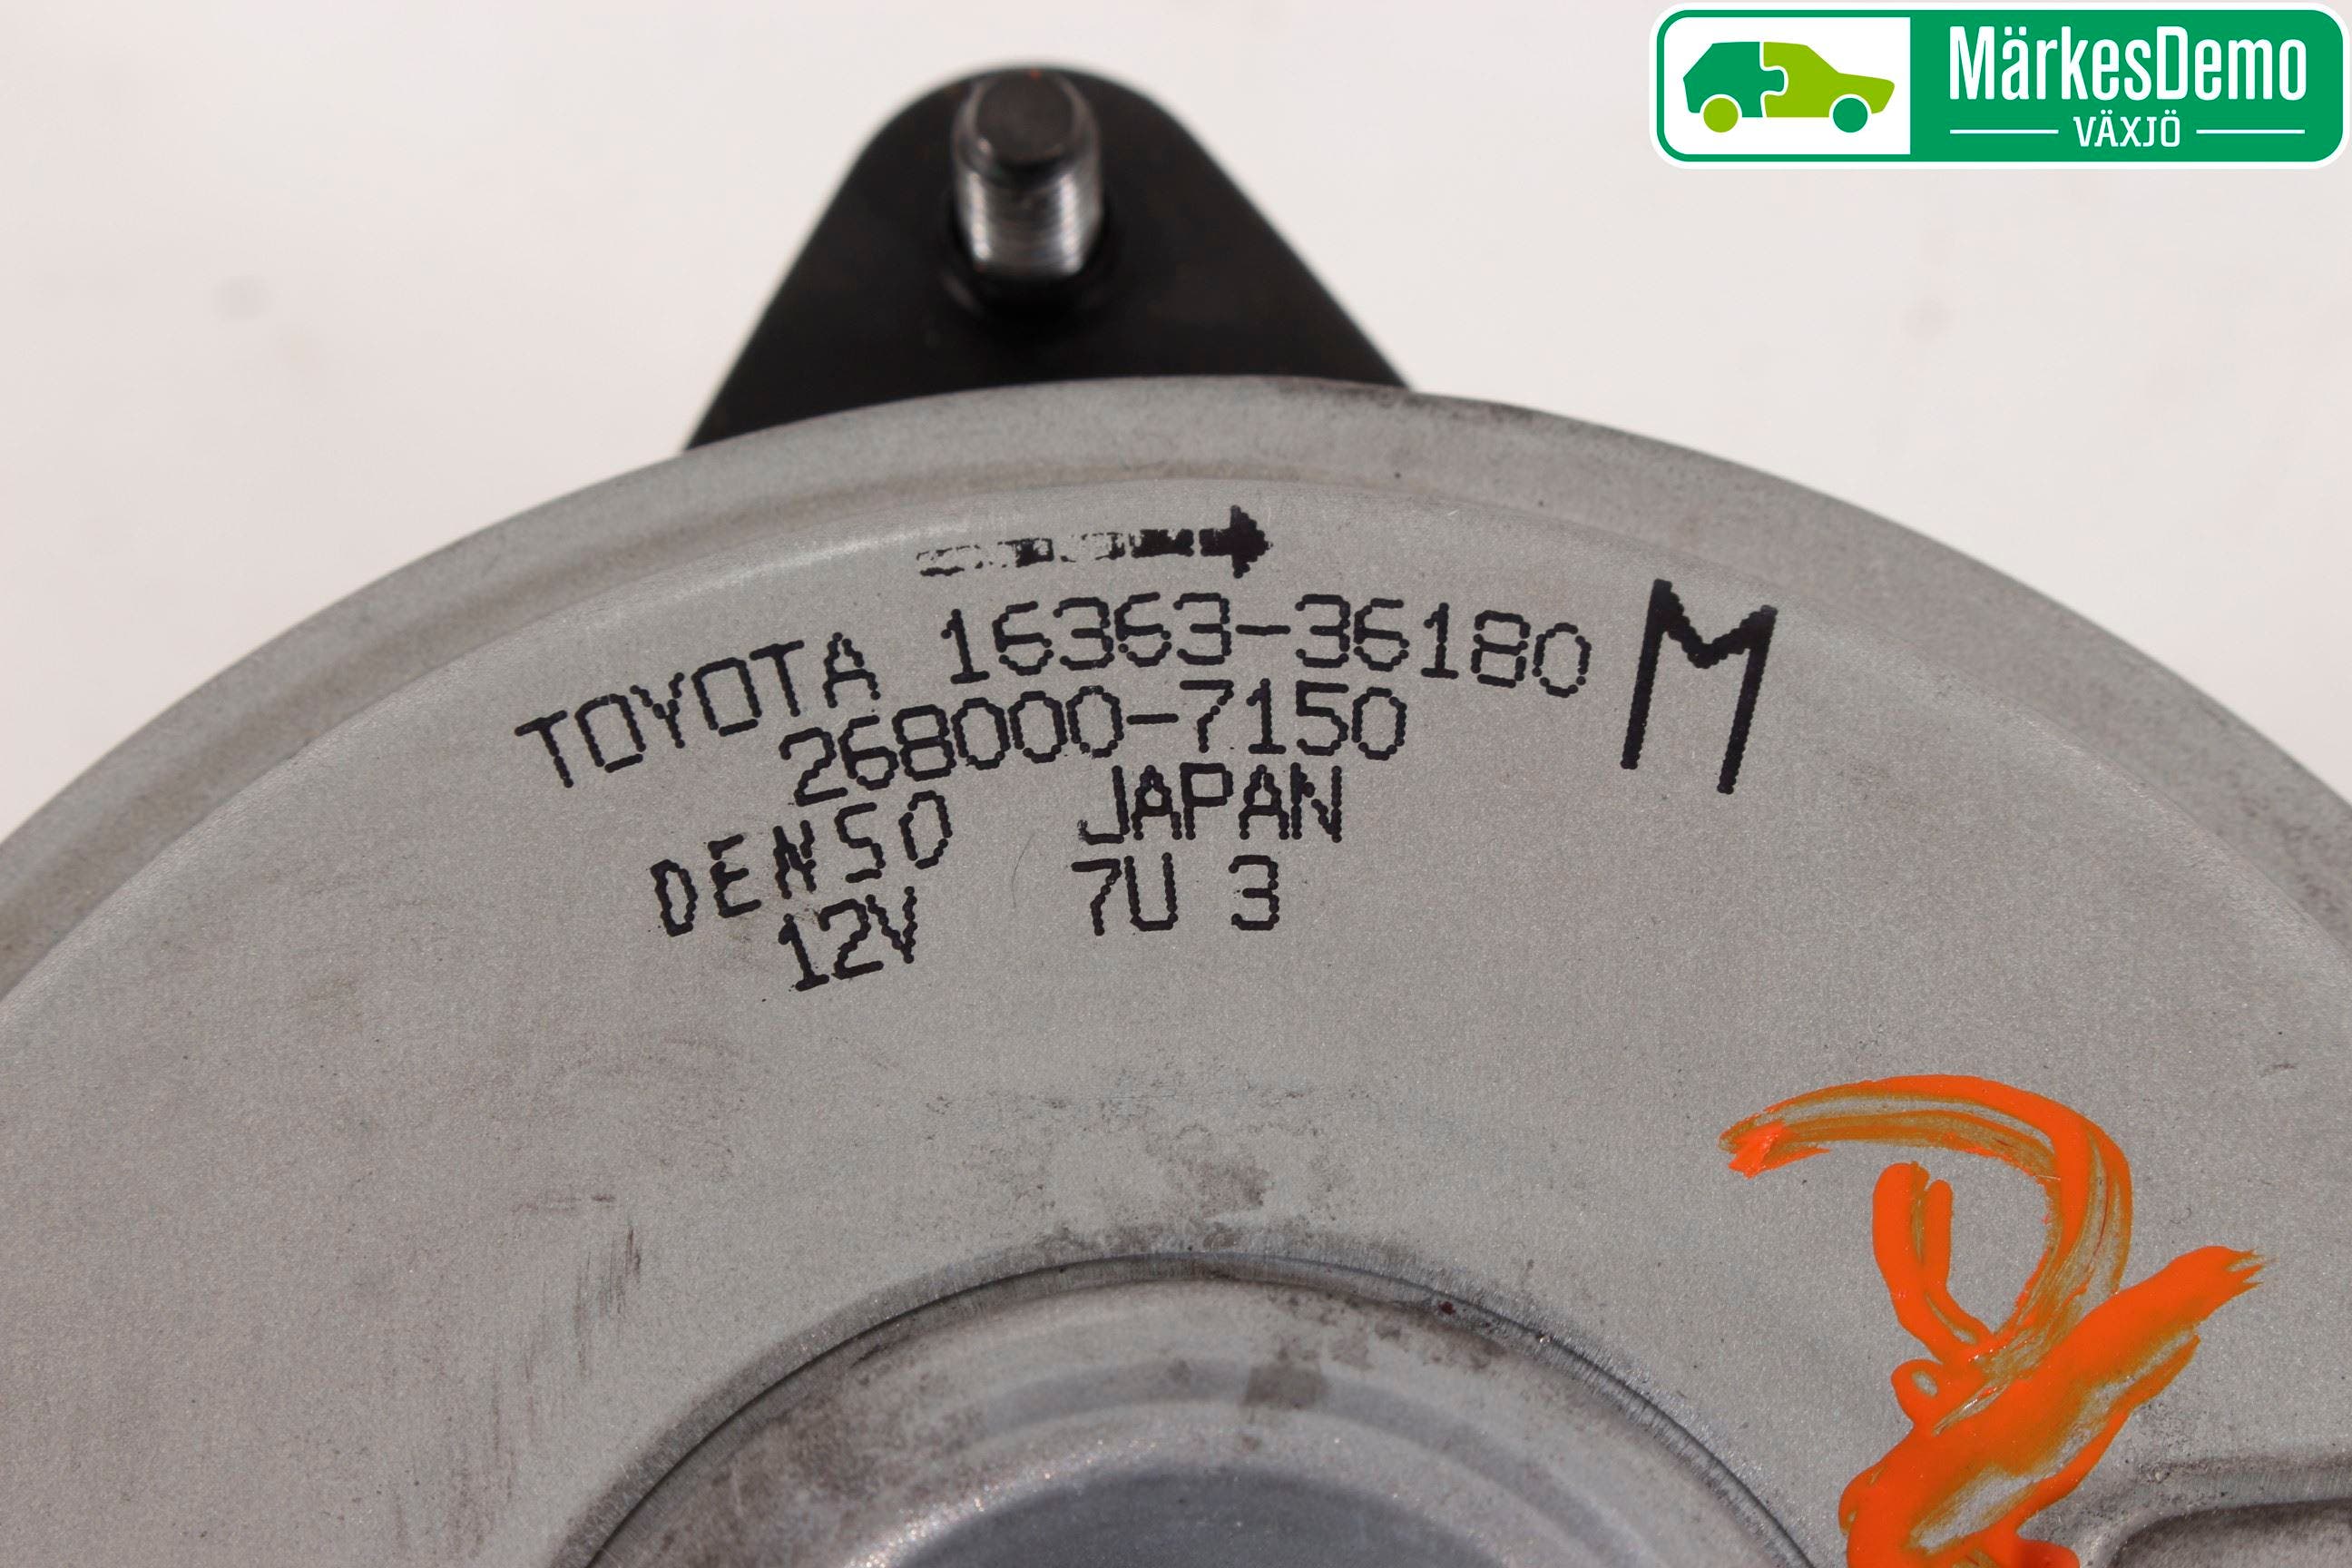 MärkesDemo
VÄXJÖ
TOYOTA 16363-36180 M
268000-7150
DENSO JAPAN
12V 7U 3